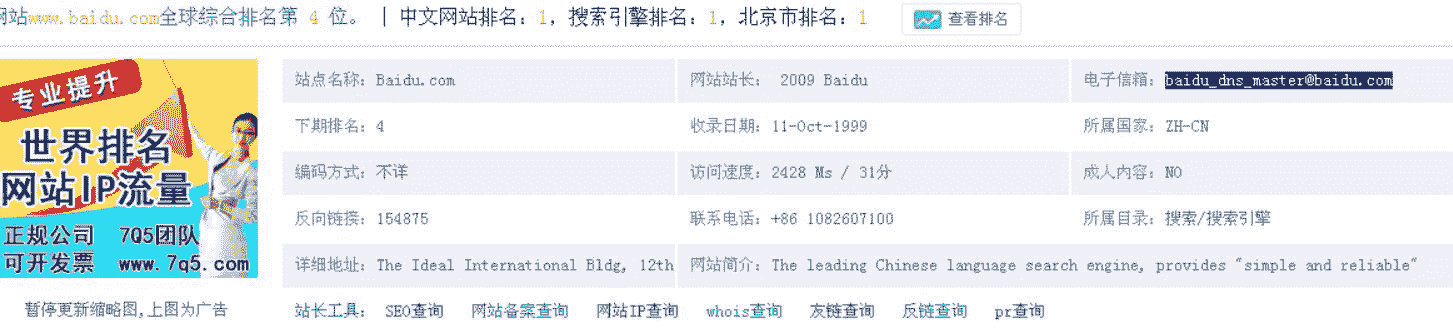 网站www.baidu.com全球综合排名第 4 位。 | 中文网站排名：1, 搜索引擎排名：1, 北京市排名：1 查看排名
专业提升
世界排名
网站IP流量
正规公司 7Q5团队
可开发票 www.7q5.com
暂停更新缩略图,上图为广告
站点名称：Baidu.com 网站站长： 2009 Baidu 电子信箱：baidu_dns_master@baidu.com
下期排名：4 收录日期：11-Oct-1999 所属国家：ZH-CN
编码方式：不详 访问速度：2428 Ms / 31分 成人内容：NO
反向链接：154875 联系电话：+86 1082607100 所属目录：搜索/搜索引擎
详细地址：The Ideal International Bldg, 12th 网站简介：The leading Chinese language search engine, provides "simple and reliable"
站长工具： SEO查询 网站备案查询 网站IP查询 whois查询 友链查询 反链查询 pr查询